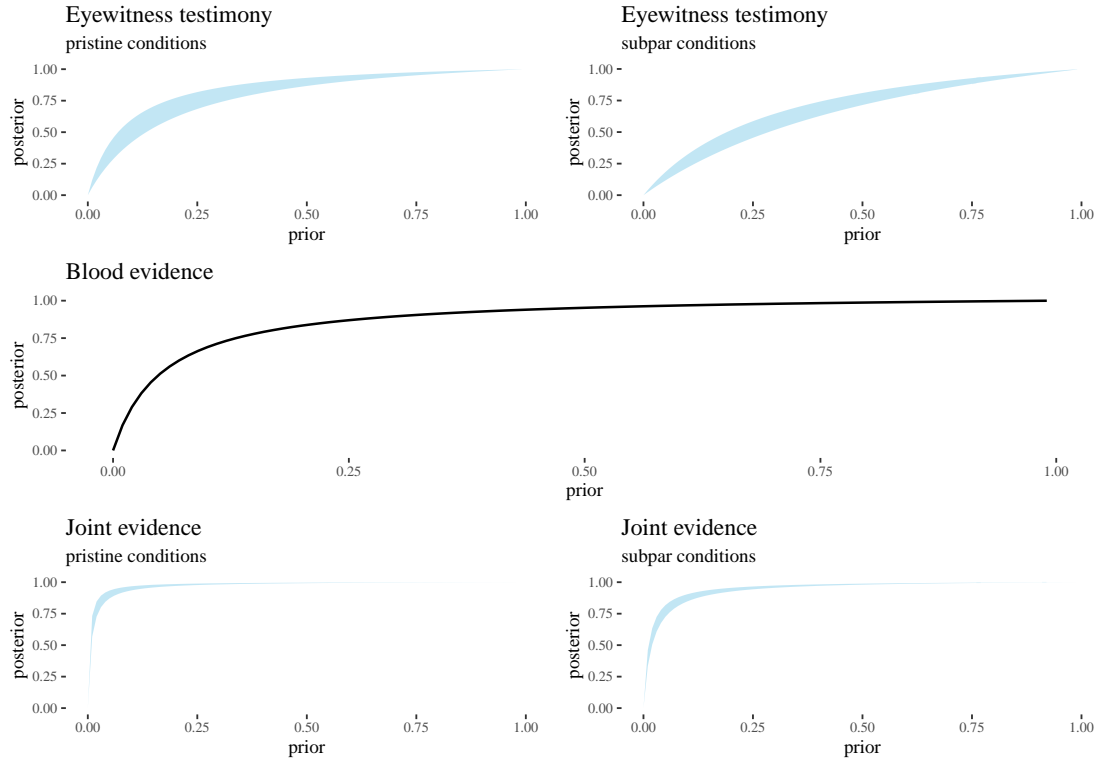 Eyewitness testimony
pristine conditions
1.00
0.75
0.50
0.25
0.00
posterior
0.00 0.25 0.50 0.75 1.00
prior
Eyewitness testimony
subpar conditions
1.00
0.75
0.50
0.25
0.00
posterior
0.00 0.25 0.50 0.75 1.00
prior
Blood evidence
1.00
0.75
0.50
0.25
0.00
posterior
0.00 0.25 0.50 0.75 1.00
prior
Joint evidence
pristine conditions
1.00
0.75
0.50
0.25
0.00
posterior
0.00 0.25 0.50 0.75 1.00
prior
Joint evidence
subpar conditions
1.00
0.75
0.50
0.25
0.00
posterior
0.00 0.25 0.50 0.75 1.00
prior